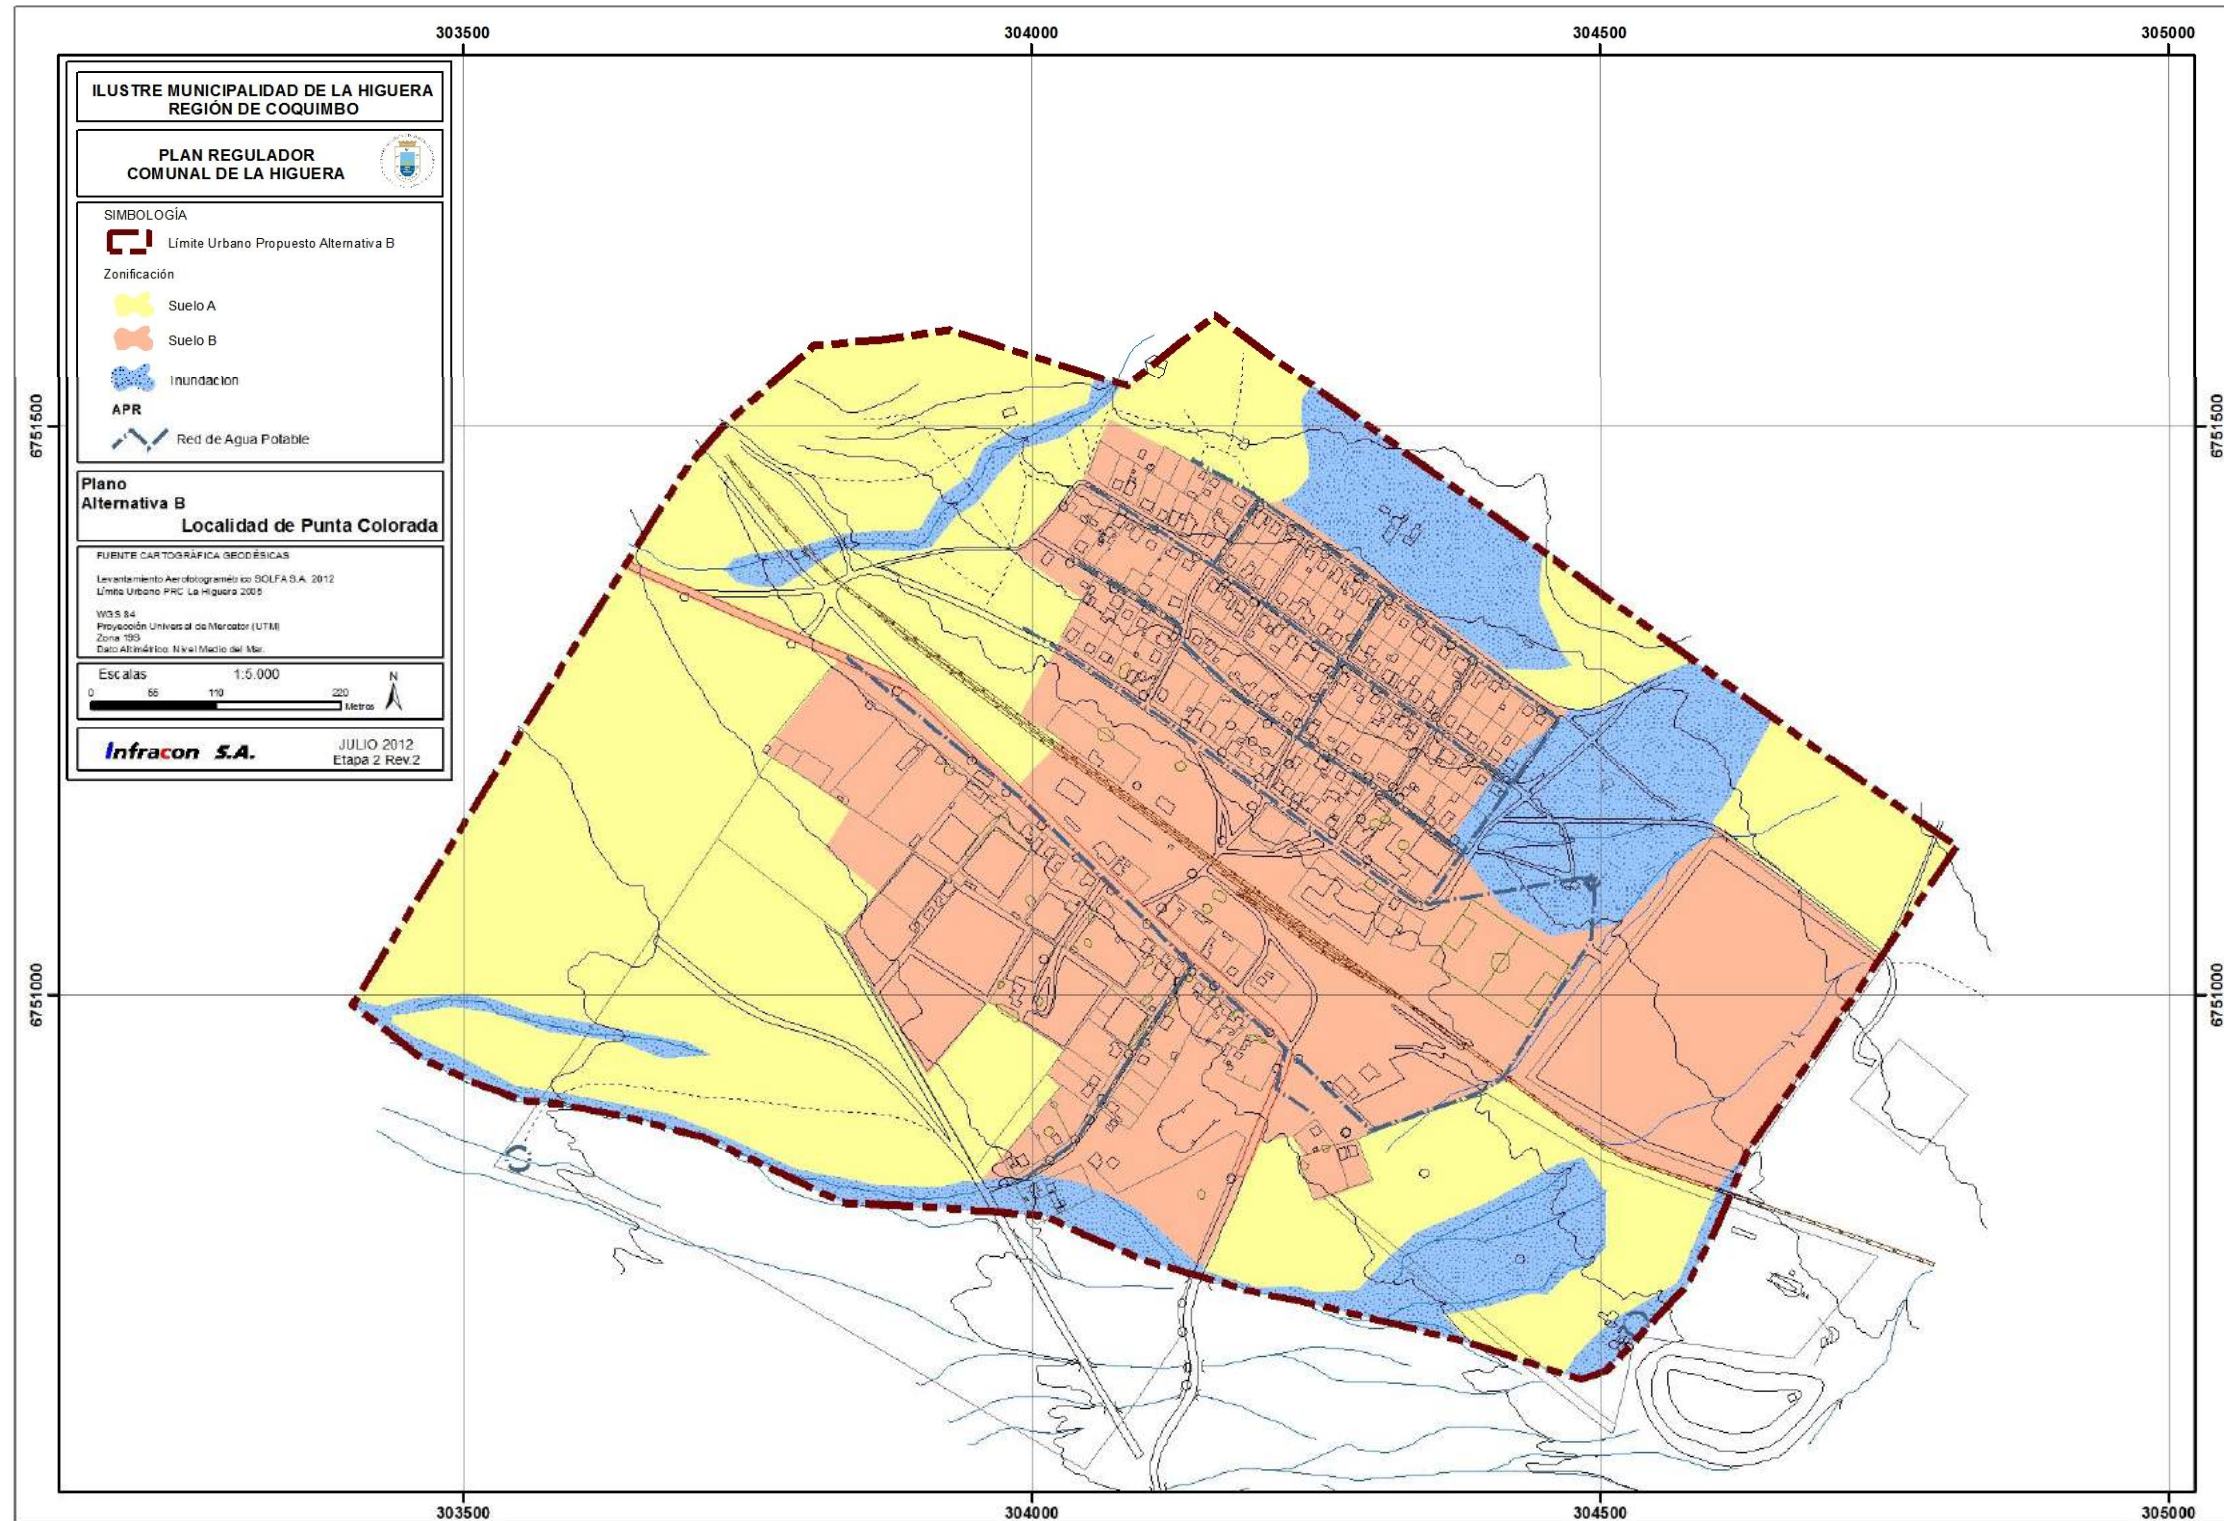 303500 304000 304500 305000
ILUSTRE MUNICIPALIDAD DE LA HIGUERA
REGIÓN DE COQUIMBO
PLAN REGULADOR
COMUNAL DE LA HIGUERA
SIMBOLOGÍA
Límite Urbano Propuesto Alternativa B
Zonificación
Suelo A
Suelo B
Inundacion
APR
Red de Agua Potable
Plano
Alternativa B
Localidad de Punta Colorada
FUENTE CARTOGRÁFICA GEODÉSICAS
Levantamiento Aerofotogramétrico SOLFA S.A. 2012
Límite Urbano PRC La Higuera 2005
WGS 84
Proyección Universal de Mercator (UTM)
Zona 19S
Dato Altimétrico: Nivel Medio del Mar.
Escalas 1:5.000
N
0 55 110 220
Metros
Infracon S.A.
JULIO 2012
Etapa 2 Rev.2
6751500
6751500
6751000
6751000
303500 304000 304500 305000